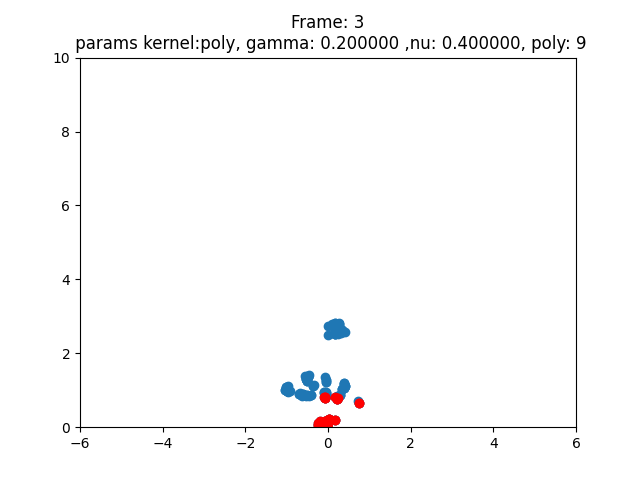 Frame: 3
params kernel:poly, gamma: 0.200000 ,nu: 0.400000, poly: 9
10
8
6
4
2
0
−6 −4 −2 0 2 4 6